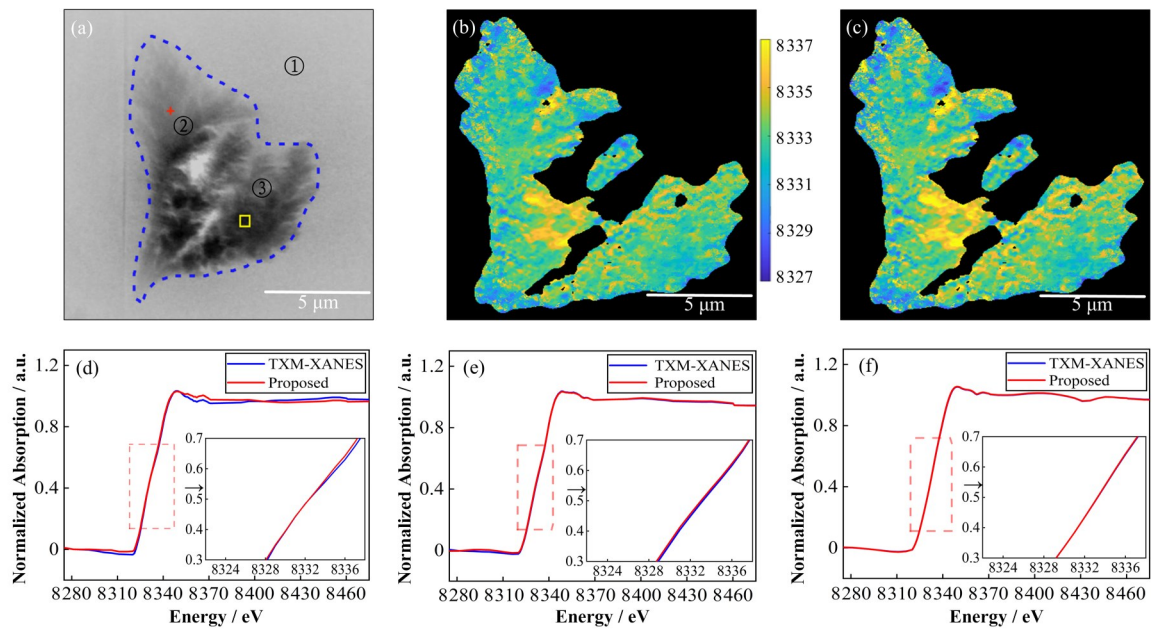 (a)
①
②
③
5 μm
(b)
5 μm
8337
8335
8333
8331
8329
8327
(c)
5 μm
(d)
TXM-XANES
Proposed
1.2
0.8
0.4
0
Normalized Absorption / a.u.
0.7
0.6
0.5
0.4
0.3
8324 8328 8332 8336
8280 8310 8340 8370 8400 8430 8460
Energy / eV
(e)
TXM-XANES
Proposed
1.2
0.8
0.4
0
Normalized Absorption / a.u.
0.7
0.6
0.5
0.4
0.3
8324 8328 8332 8336
8280 8310 8340 8370 8400 8430 8460
Energy / eV
(f)
TXM-XANES
Proposed
1.2
0.8
0.4
0
Normalized Absorption / a.u.
0.7
0.6
0.5
0.4
0.3
8324 8328 8332 8336
8280 8310 8340 8370 8400 8430 8460
Energy / eV